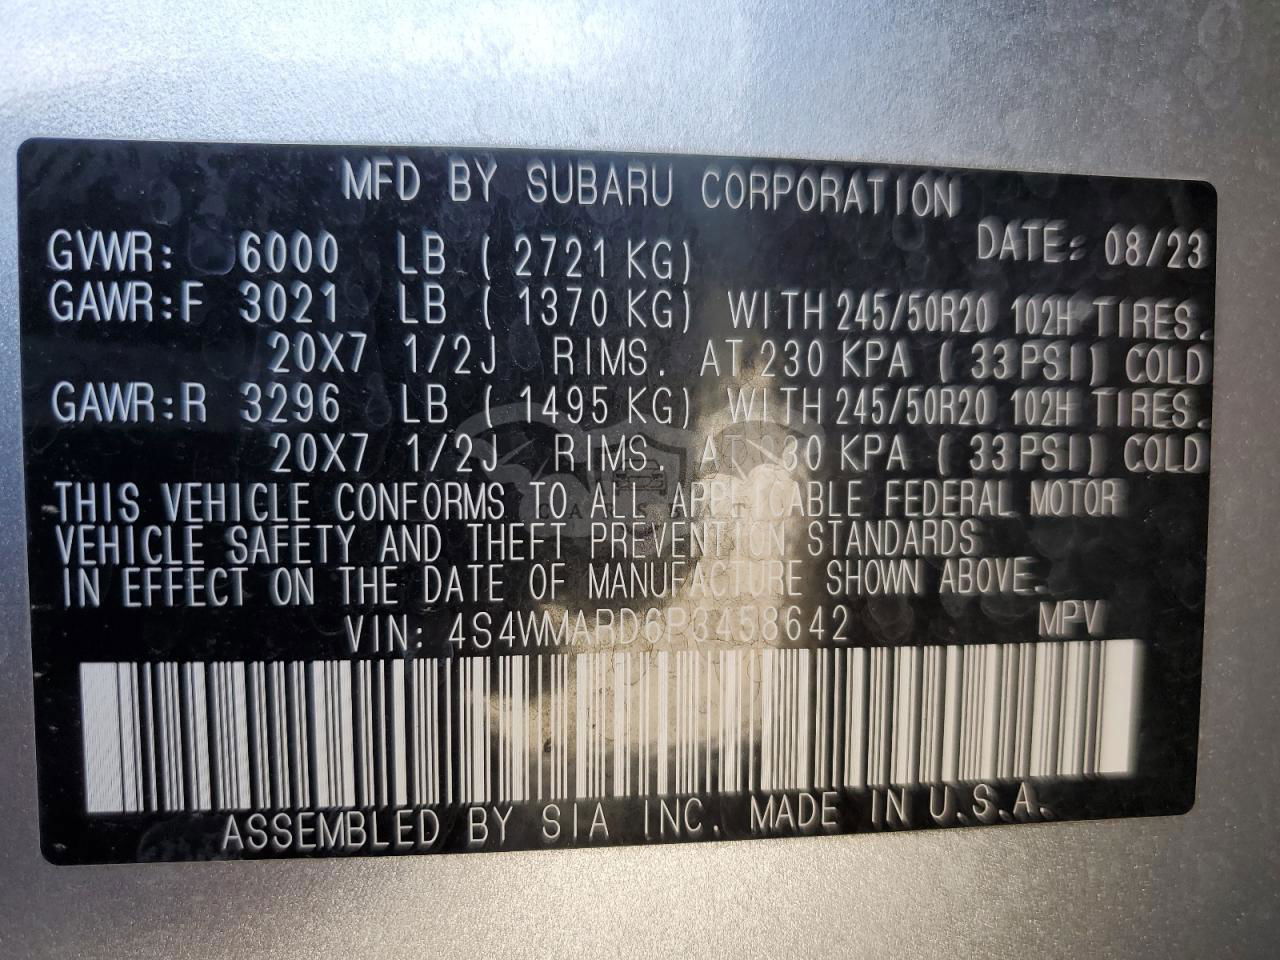 MFD BY SUBARU CORPORATION
GVWR: 6000 LB ( 2721 KG) DATE: 08/23
GAWR:F 3021 LB ( 1370 KG) WITH 245/50R20 102H TIRES.
20X7 1/2J RIMS. AT 230 KPA ( 33PSI) COLD
GAWR:R 3296 LB ( 1495 KG) WITH 245/50R20 102H TIRES.
20X7 1/2J RIMS. AT 230 KPA ( 33PSI) COLD
THIS VEHICLE CONFORMS TO ALL APPLICABLE FEDERAL MOTOR
VEHICLE SAFETY AND THEFT PREVENTION STANDARDS
IN EFFECT ON THE DATE OF MANUFACTURE SHOWN ABOVE.
VIN: 4S4WMARD6P3458642 MPV
ASSEMBLED BY SIA INC. MADE IN U.S.A.